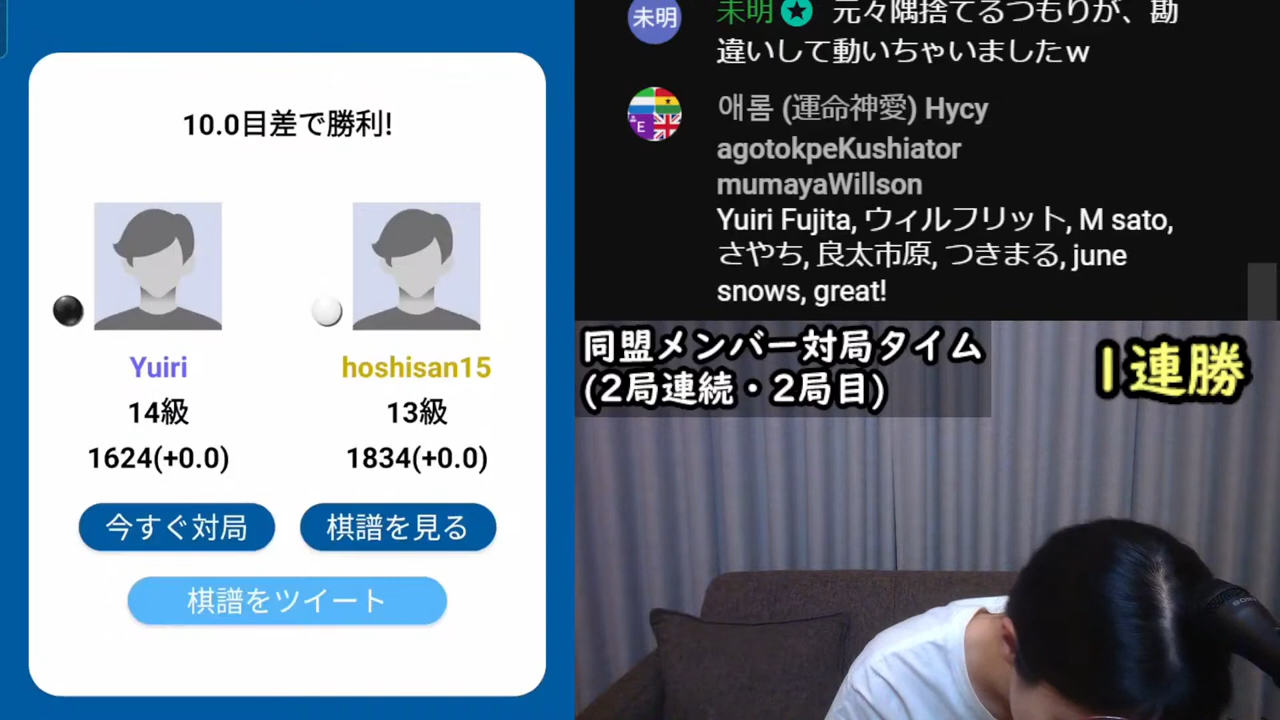 10.0目差で勝利!
Yuiri
hoshisan15
14級
13級
1624(+0.0)
1834(+0.0)
今すぐ対局
棋譜を見る
棋譜をツイート
未明
未明 元々隅捨てるつもりが、勘
違いして動いちゃいましたw
애롬 (運命神愛) Hycy
agotokpeKushiator
mumayaWillson
E
Yuiri Fujita, ウィルフリット, M sato,
さやち, 良太市原, つきまる, june
snows, great!
同盟メンバー対局タイム
(2局連続・2局目)
1連勝